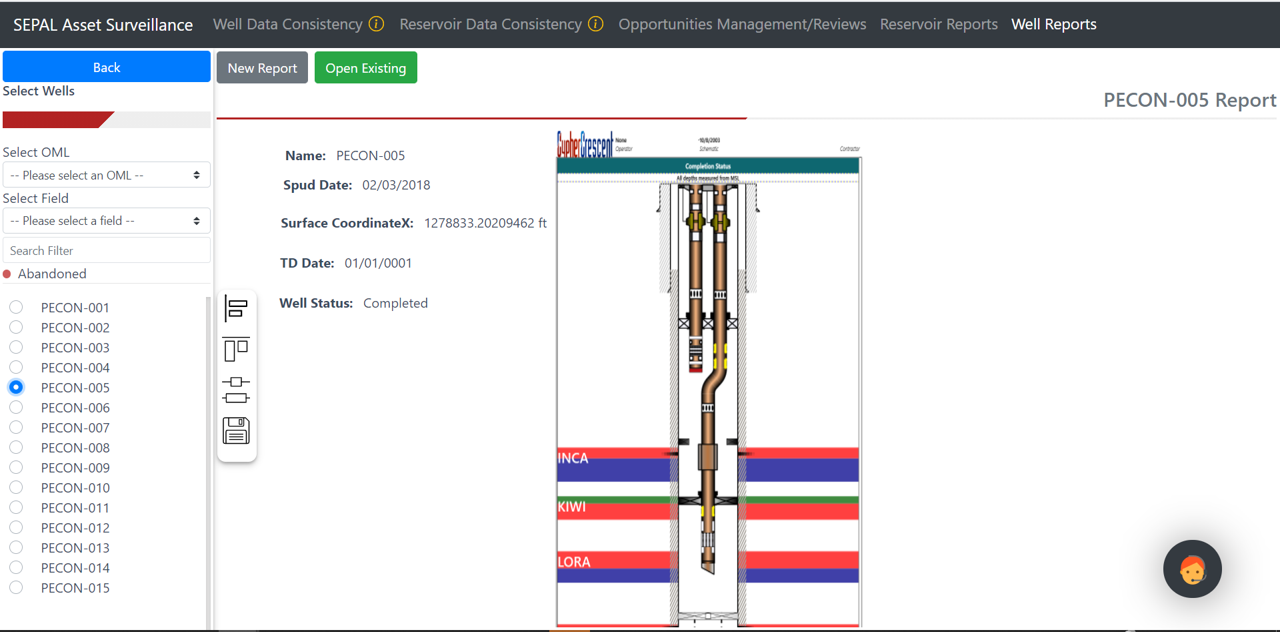 SEPAL Asset Surveillance Well Data Consistency Reservoir Data Consistency Opportunities Management/Reviews Reservoir Reports Well Reports
Back
New Report Open Existing
Select Wells
PECON-005 Report
Select OML
-- Please select an OML --
Select Field
-- Please select a field --
Search Filter
Abandoned
PECON-001
PECON-002
PECON-003
PECON-004
PECON-005
PECON-006
PECON-007
PECON-008
PECON-009
PECON-010
PECON-011
PECON-012
PECON-013
PECON-014
PECON-015
Name: PECON-005
Spud Date: 02/03/2018
Surface CoordinateX: 1278833.20209462 ft
TD Date: 01/01/0001
Well Status: Completed
CypherCrescent
None
Operator
-10/8/2003
Schematic
Contractor
Completion Status
All depths measured from MSL
INCA
KIWI
LORA